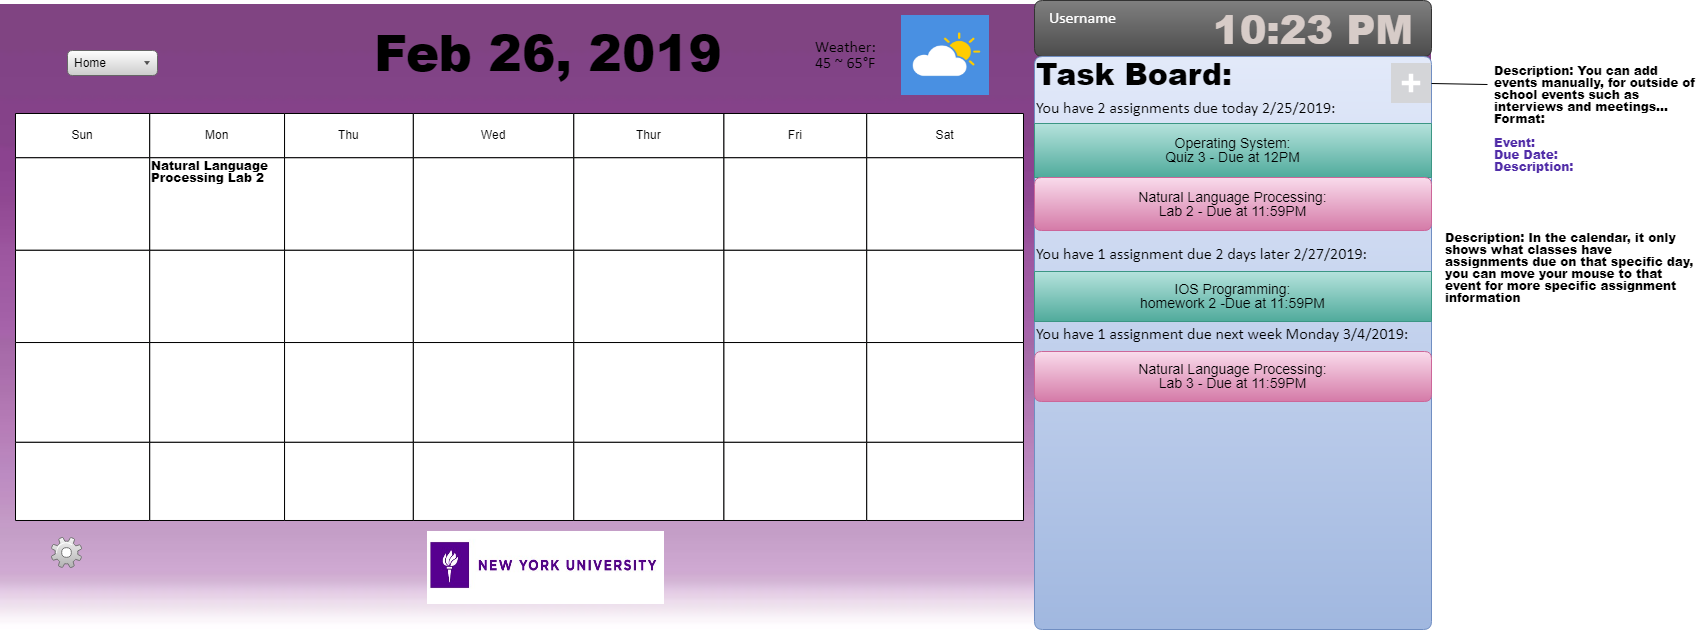 Username
10:23 PM
Feb 26, 2019
Weather:
45 ~ 65°F
Home
Task Board:
+
You have 2 assignments due today 2/25/2019:
Operating System:
Quiz 3 - Due at 12PM
Natural Language Processing:
Lab 2 - Due at 11:59PM
You have 1 assignment due 2 days later 2/27/2019:
IOS Programming:
homework 2 -Due at 11:59PM
You have 1 assignment due next week Monday 3/4/2019:
Natural Language Processing:
Lab 3 - Due at 11:59PM
Sun
Mon
Thu
Wed
Thur
Fri
Sat
Natural Language
Processing Lab 2
NEW YORK UNIVERSITY
Description: You can add
events manually, for outside of
school events such as
interviews and meetings...
Format:
Event:
Due Date:
Description:
Description: In the calendar, it only
shows what classes have
assignments due on that specific day,
you can move your mouse to that
event for more specific assignment
information